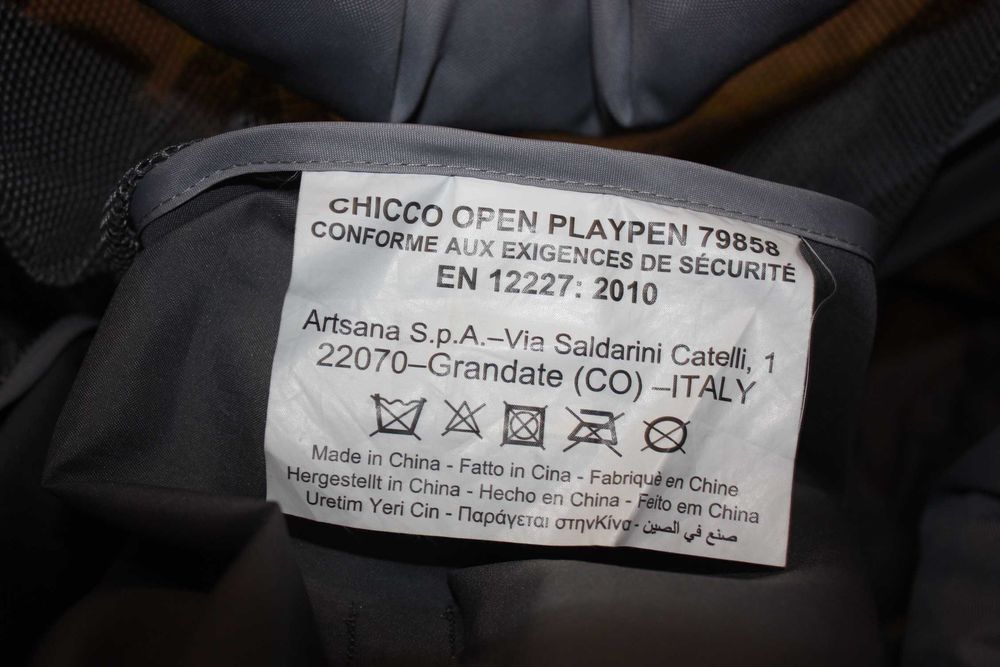 CHICCO OPEN PLAYPEN 79858
CONFORME AUX EXIGENCES DE SÉCURITÉ
EN 12227: 2010
Artsana S.p.A.–Via Saldarini Catelli, 1
22070–Grandate (CO) –ITALY
Made in China - Fatto in Cina - Fabriquè en Chine
Hergestellt in China - Hecho en China - Feito em China
Uretim Yeri Cin - Παράγεται στηνΚίνα - صنع في الصين